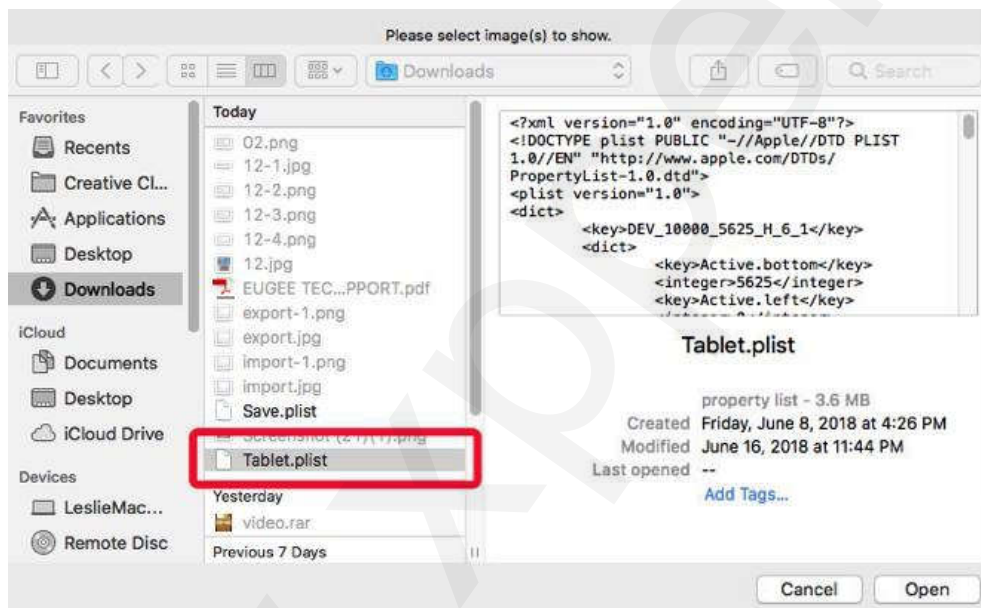 Please select image(s) to show.
Downloads
Search
Favorites
Recents
Creative Cl...
Applications
Desktop
Downloads
iCloud
Documents
Desktop
iCloud Drive
Devices
LeslieMac...
Remote Disc
Today
02.png
12-1.jpg
12-2.png
12-3.png
12-4.png
12.jpg
EUGEE TEC...PPORT.pdf
export-1.png
export.jpg
import-1.png
import.jpg
Save.plist
Screenshot (21)(1).png
Tablet.plist
Yesterday
video.rar
Previous 7 Days
<?xml version="1.0" encoding="UTF-8"?>
<!DOCTYPE plist PUBLIC "-//Apple//DTD PLIST
1.0//EN" "http://www.apple.com/DTDs/
PropertyList-1.0.dtd">
<plist version="1.0">
<dict>
<key>DEV_10000_5625_H_6_1</key>
<dict>
<key>Active.bottom</key>
<integer>5625</integer>
<key>Active.left</key>
Tablet.plist
property list - 3.6 MB
Created Friday, June 8, 2018 at 4:26 PM
Modified June 16, 2018 at 11:44 PM
Last opened --
Add Tags...
Cancel
Open